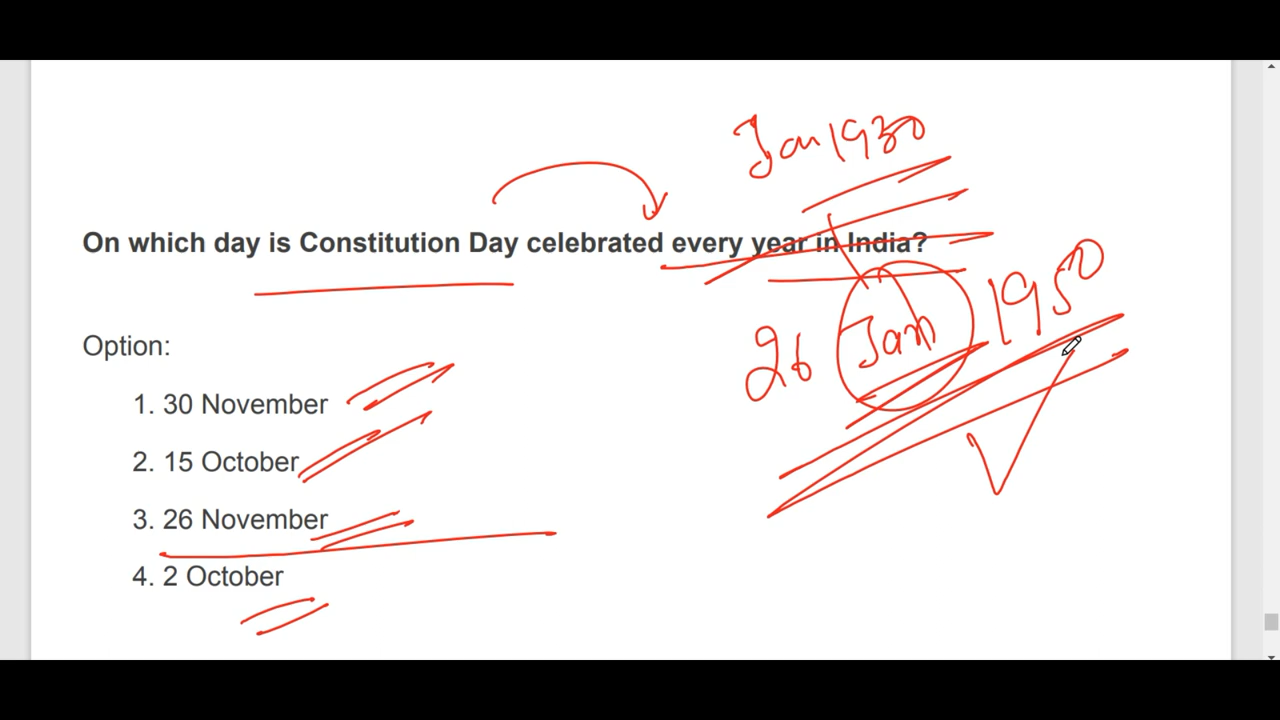 Jan 1930
On which day is Constitution Day celebrated every year in India?
26 Jan 1950
Option:
1. 30 November
2. 15 October
3. 26 November
4. 2 October